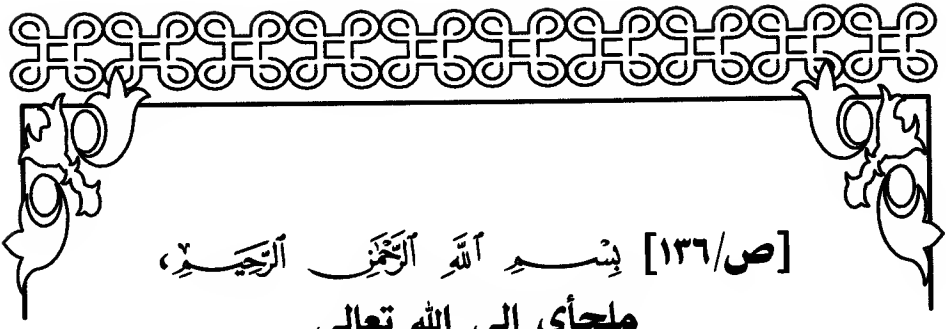 [ص/١٣٦] بِسْمِ ٱللَّهِ ٱلرَّحْمَٰنِ ٱلرَّحِيمِ،
ملجأي إلى الله تعالى